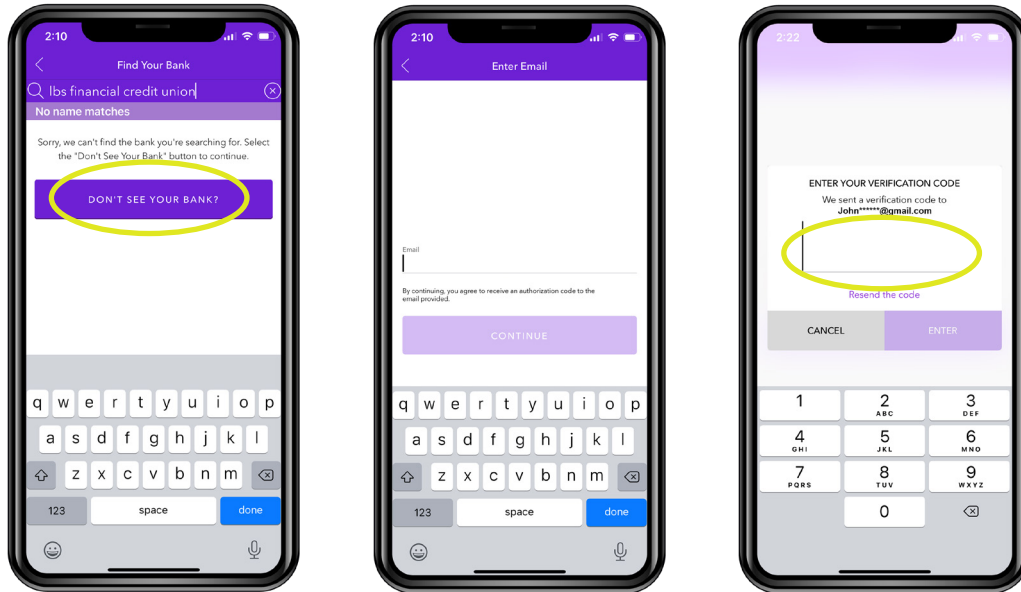 2:10
Find Your Bank
lbs financial credit union
No name matches
Sorry, we can't find the bank you're searching for. Select
the "Don't See Your Bank" button to continue.
DON'T SEE YOUR BANK?
q w e r t y u i o p
a s d f g h j k l
z x c v b n m
123 space done
2:10
Enter Email
Email
By continuing, you agree to receive an authorization code to the
email provided.
CONTINUE
q w e r t y u i o p
a s d f g h j k l
z x c v b n m
123 space done
2:22
ENTER YOUR VERIFICATION CODE
We sent a verification code to
John******@gmail.com
Resend the code
CANCEL ENTER
1 2 3
ABC DEF
4 5 6
GHI JKL MNO
7 8 9
PQRS TUV WXYZ
0